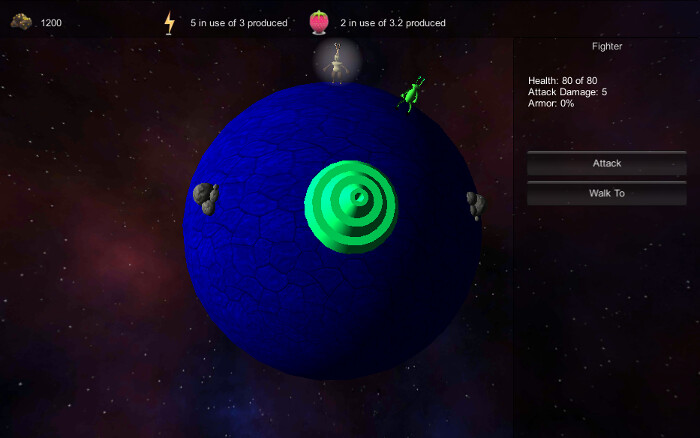 1200
5 in use of 3 produced
2 in use of 3.2 produced
Fighter
Health: 80 of 80
Attack Damage: 5
Armor: 0%
Attack
Walk To